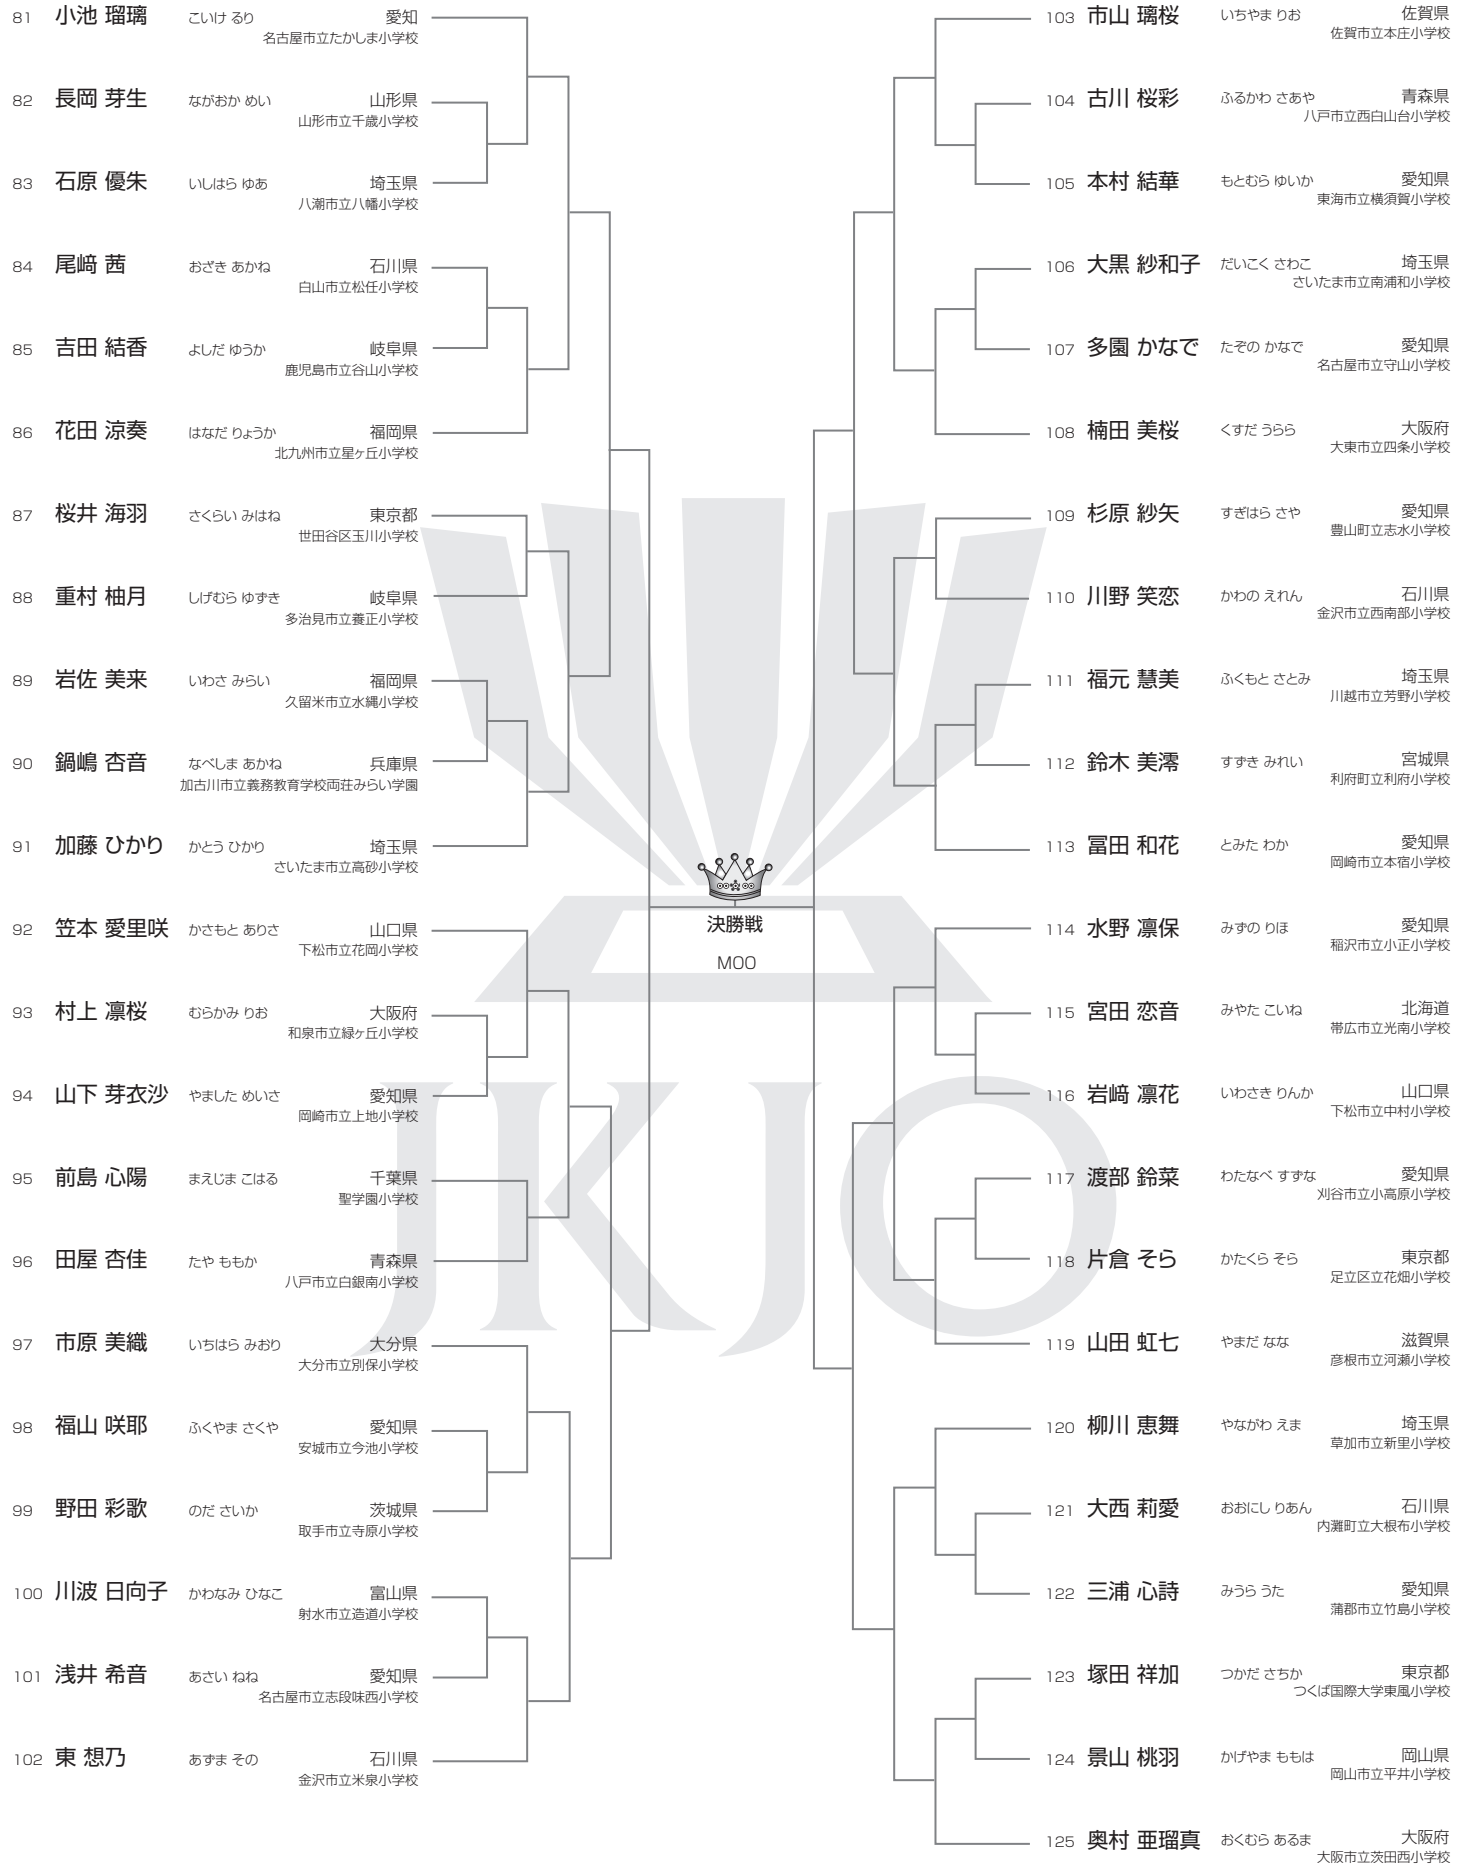 81 小池 瑠璃 こいけ るり 愛知
名古屋市立たかしま小学校
82 長岡 芽生 ながおか めい 山形県
山形市立千歳小学校
83 石原 優朱 いしはら ゆあ 埼玉県
八潮市立八幡小学校
84 尾﨑 茜 おざき あかね 石川県
白山市立松任小学校
85 吉田 結香 よしだ ゆうか 岐阜県
鹿児島市立谷山小学校
86 花田 涼奏 はなだ りょうか 福岡県
北九州市立星ヶ丘小学校
87 桜井 海羽 さくらい みはね 東京都
世田谷区玉川小学校
88 重村 柚月 しげむら ゆずき 岐阜県
多治見市立養正小学校
89 岩佐 美来 いわさ みらい 福岡県
久留米市立水縄小学校
90 鍋嶋 杏音 なべしま あかね 兵庫県
加古川市立義務教育学校両荘みらい学園
91 加藤 ひかり かとう ひかり 埼玉県
さいたま市立高砂小学校
92 笠本 愛里咲 かさもと ありさ 山口県
下松市立花岡小学校
93 村上 凛桜 むらかみ りお 大阪府
和泉市立緑ヶ丘小学校
94 山下 芽衣沙 やました めいさ 愛知県
岡崎市立上地小学校
95 前島 心陽 まえじま こはる 千葉県
聖学園小学校
96 田屋 杏佳 たや ももか 青森県
八戸市立白銀南小学校
97 市原 美織 いちはら みおり 大分県
大分市立別保小学校
98 福山 咲耶 ふくやま さくや 愛知県
安城市立今池小学校
99 野田 彩歌 のだ さいか 茨城県
取手市立寺原小学校
100 川波 日向子 かわなみ ひなこ 富山県
射水市立造道小学校
101 浅井 希音 あさい ねね 愛知県
名古屋市立志段味西小学校
102 東 想乃 あずま その 石川県
金沢市立米泉小学校
決勝戦
M00
JKJO
103 市山 璃桜 いちやま りお 佐賀県
佐賀市立本庄小学校
104 古川 桜彩 ふるかわ さあや 青森県
八戸市立西白山台小学校
105 本村 結華 もとむら ゆいか 愛知県
東海市立横須賀小学校
106 大黒 紗和子 だいこく さわこ 埼玉県
さいたま市立南浦和小学校
107 多園 かなで たぞの かなで 愛知県
名古屋市立守山小学校
108 楠田 美桜 くすだ うらら 大阪府
大東市立四条小学校
109 杉原 紗矢 すぎはら さや 愛知県
豊山町立志水小学校
110 川野 笑恋 かわの えれん 石川県
金沢市立西南部小学校
111 福元 慧美 ふくもと さとみ 埼玉県
川越市立芳野小学校
112 鈴木 美澪 すずき みれい 宮城県
利府町立利府小学校
113 冨田 和花 とみた わか 愛知県
岡崎市立本宿小学校
114 水野 凛保 みずの りほ 愛知県
稲沢市立小正小学校
115 宮田 恋音 みやた こいね 北海道
帯広市立光南小学校
116 岩﨑 凛花 いわさき りんか 山口県
下松市立中村小学校
117 渡部 鈴菜 わたなべ すずな 愛知県
刈谷市立小高原小学校
118 片倉 そら かたくら そら 東京都
足立区立花畑小学校
119 山田 虹七 やまだ なな 滋賀県
彦根市立河瀬小学校
120 柳川 恵舞 やながわ えま 埼玉県
草加市立新里小学校
121 大西 莉愛 おおにし りあん 石川県
内灘町立大根布小学校
122 三浦 心詩 みうら うた 愛知県
蒲郡市立竹島小学校
123 塚田 祥加 つかだ さちか 東京都
つくば国際大学東風小学校
124 景山 桃羽 かげやま ももは 岡山県
岡山市立平井小学校
125 奥村 亜瑠真 おくむら あるま 大阪府
大阪市立茨田西小学校